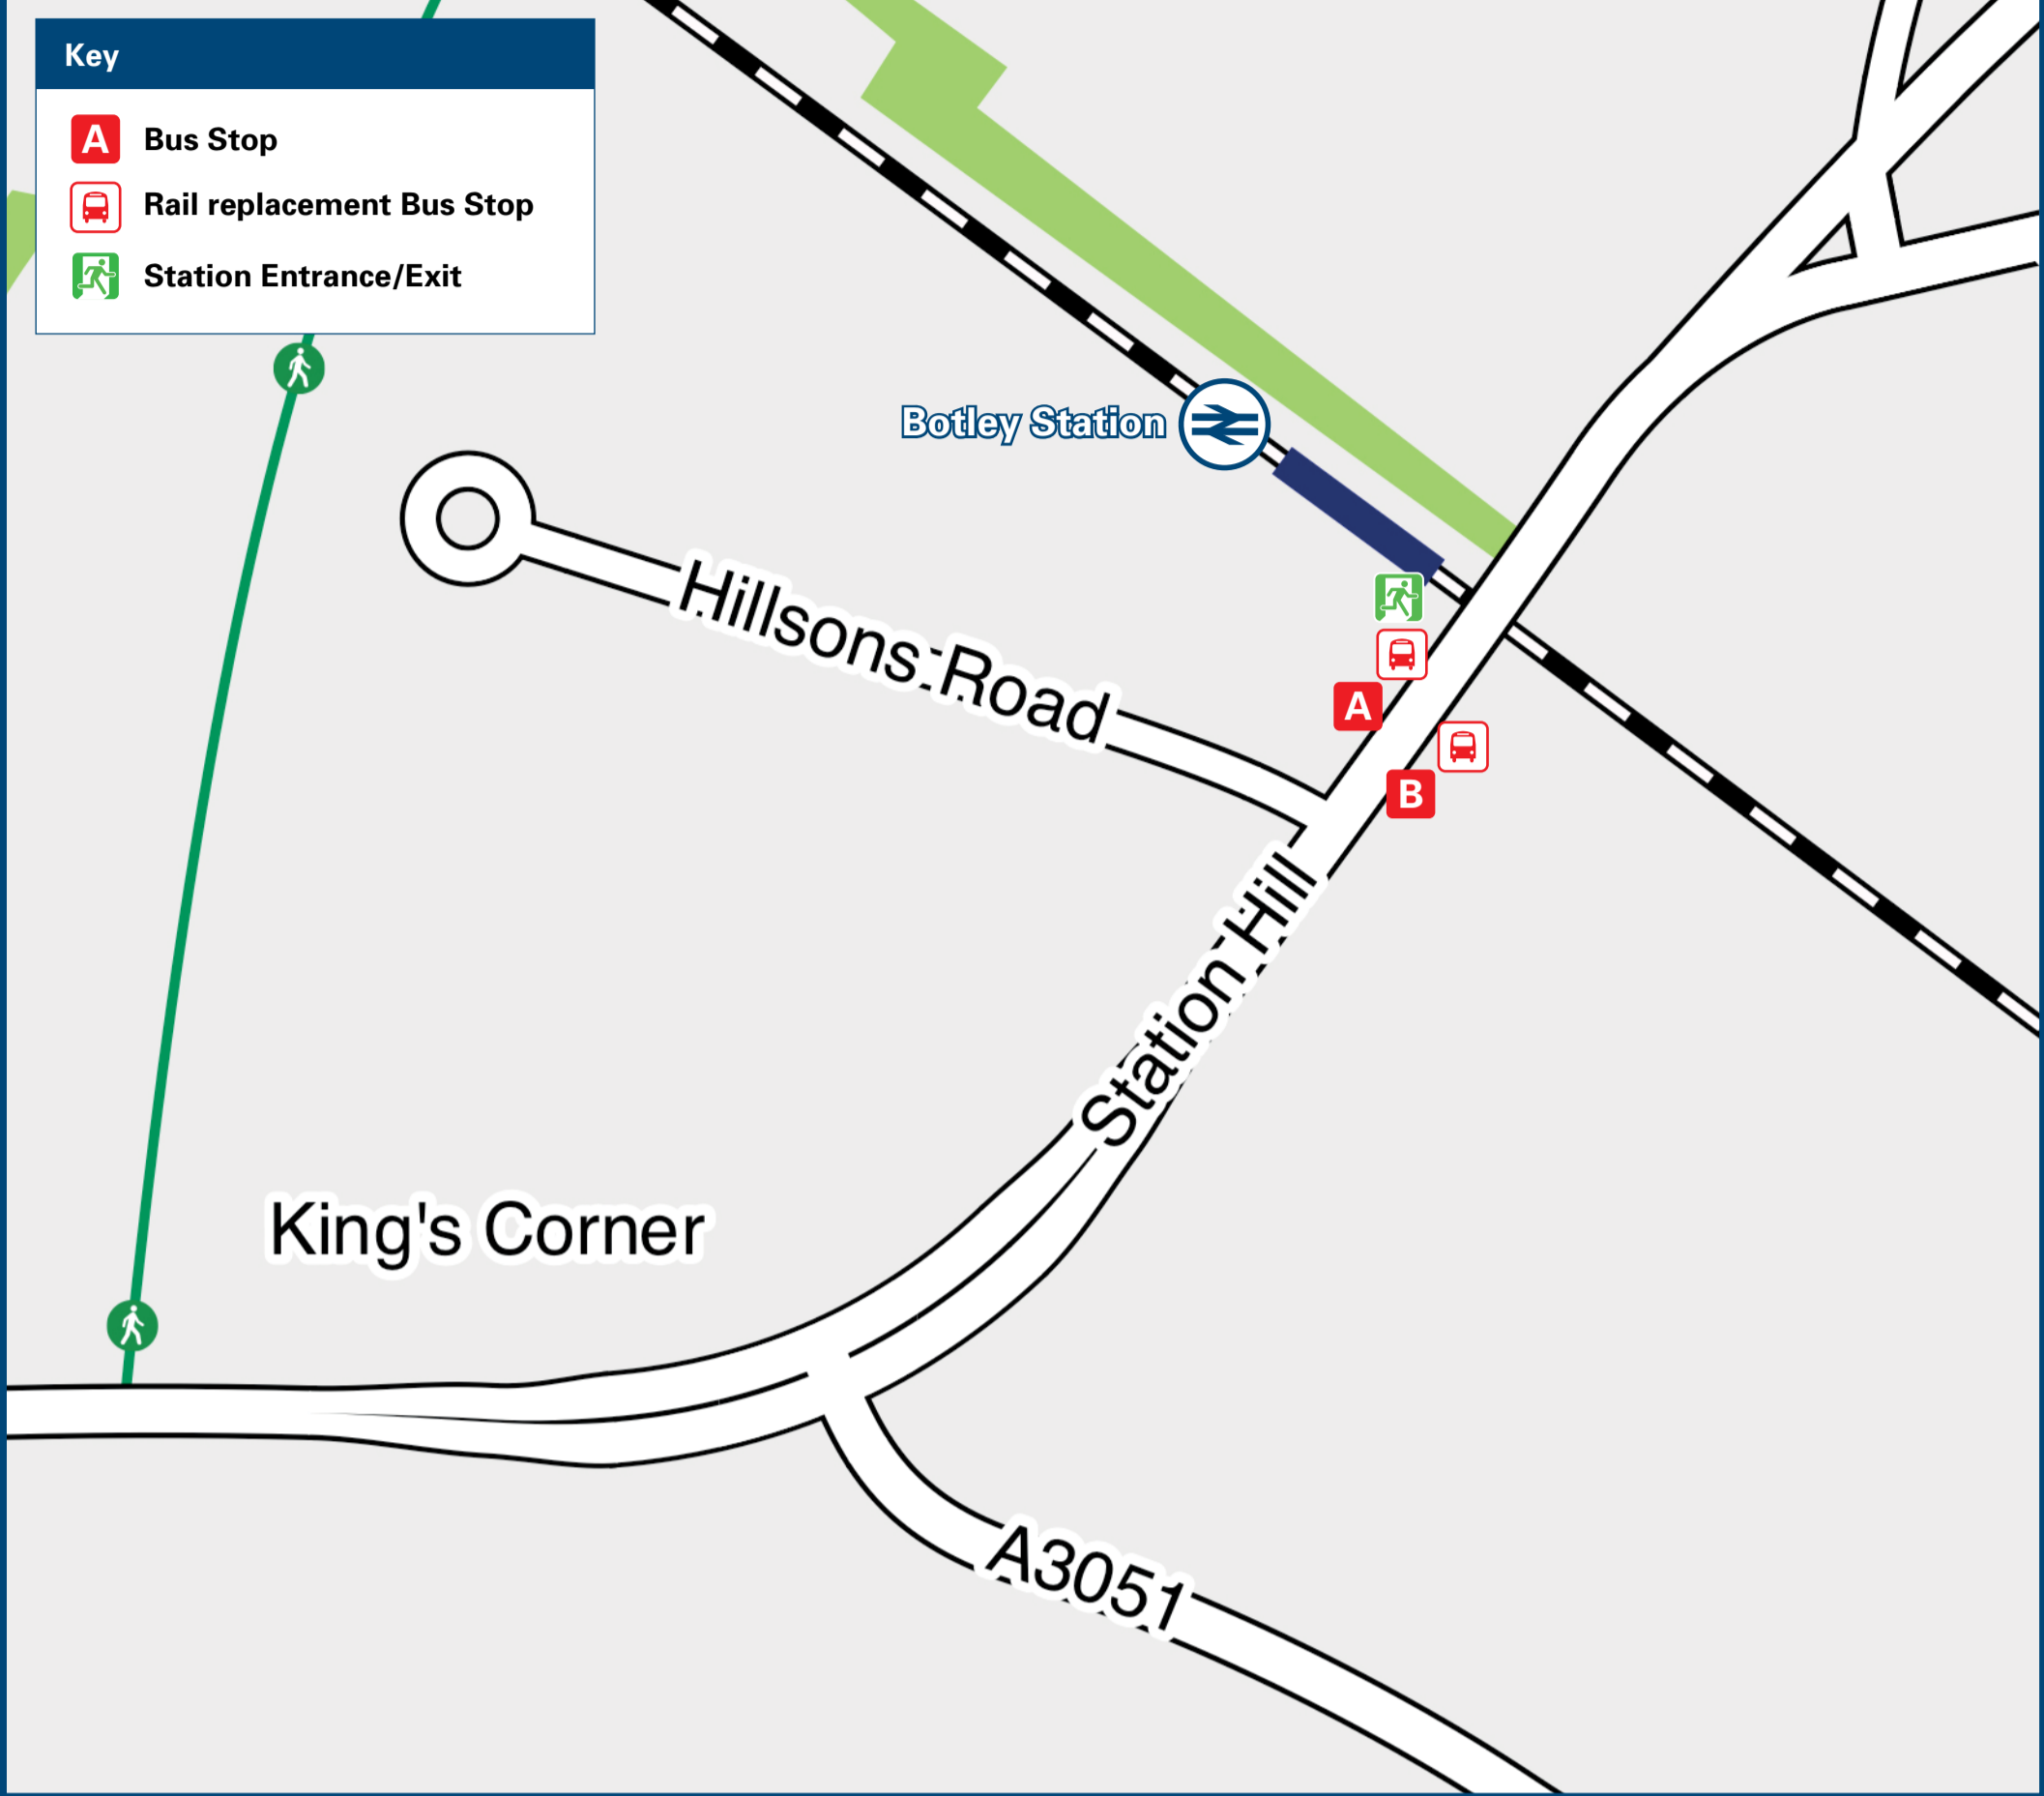 Key
A Bus Stop
Rail replacement Bus Stop
Station Entrance/Exit
Botley Station
Hillsons Road
A
B
Station Hill
King's Corner
A3051